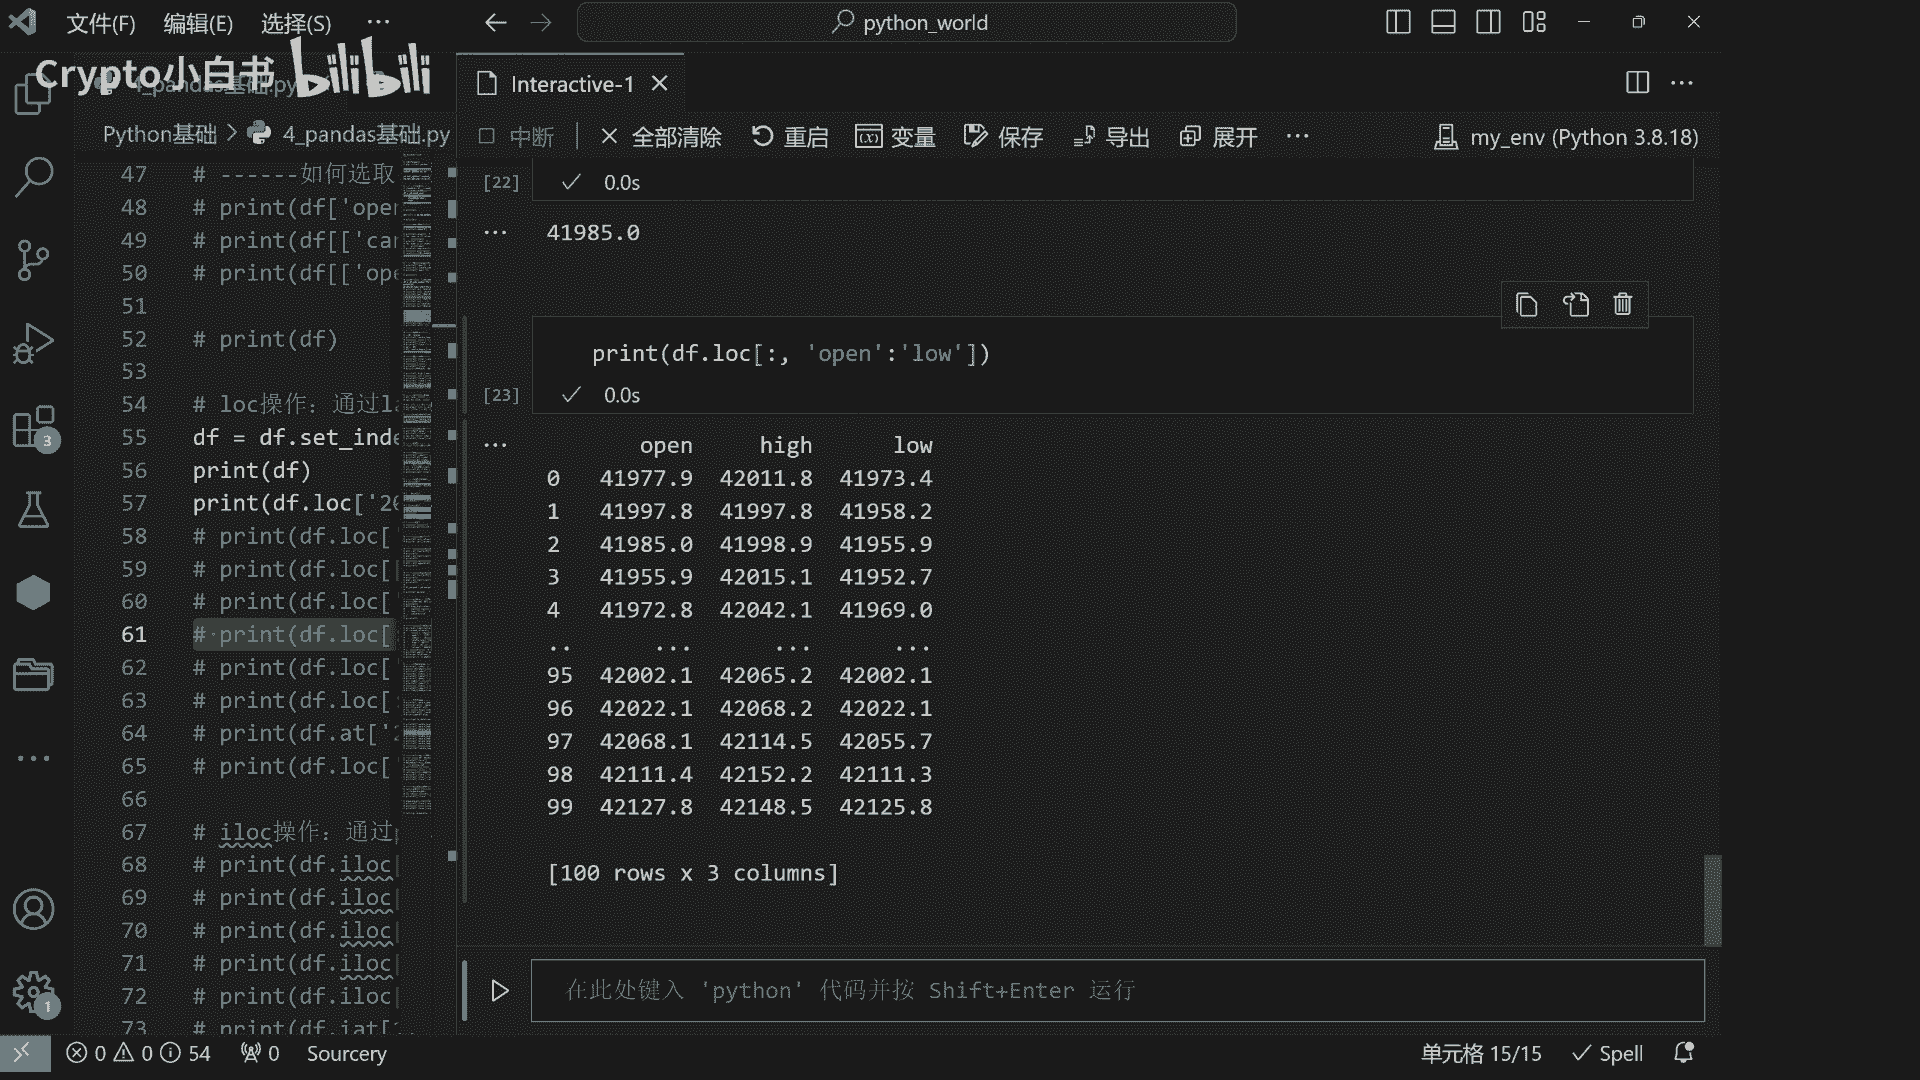 文件(F) 编辑(E) 选择(S) ··· python_world
Crypto小白书 bilibili
4_pandas基础.py
Interactive-1
Python基础 > 4_pandas基础.py
中断 全部清除 重启 变量 保存 导出 展开 ··· my_env (Python 3.8.18)
47 # ------如何选取
48 # print(df['open
49 # print(df[['can
50 # print(df[['ope
51
52 # print(df)
53
54 # loc操作：通过la
55 df = df.set_inde
56 print(df)
57 print(df.loc['20
58 # print(df.loc[
59 # print(df.loc[
60 # print(df.loc[
61 # print(df.loc[
62 # print(df.loc[
63 # print(df.loc[
64 # print(df.at['2
65 # print(df.loc[
66
67 # iloc操作：通过
68 # print(df.iloc
69 # print(df.iloc
70 # print(df.iloc
71 # print(df.iloc
72 # print(df.iloc
73 # print(df.iat[
[22] 0.0s
41985.0
print(df.loc[:, 'open':'low'])
[23] 0.0s
open high low
0 41977.9 42011.8 41973.4
1 41997.8 41997.8 41958.2
2 41985.0 41998.9 41955.9
3 41955.9 42015.1 41952.7
4 41972.8 42042.1 41969.0
.. ... ... ...
95 42002.1 42065.2 42002.1
96 42022.1 42068.2 42022.1
97 42068.1 42114.5 42055.7
98 42111.4 42152.2 42111.3
99 42127.8 42148.5 42125.8
[100 rows x 3 columns]
在此处键入 'python' 代码并按 Shift+Enter 运行
3
1
0 0 54 0 Sourcery 单元格 15/15 Spell